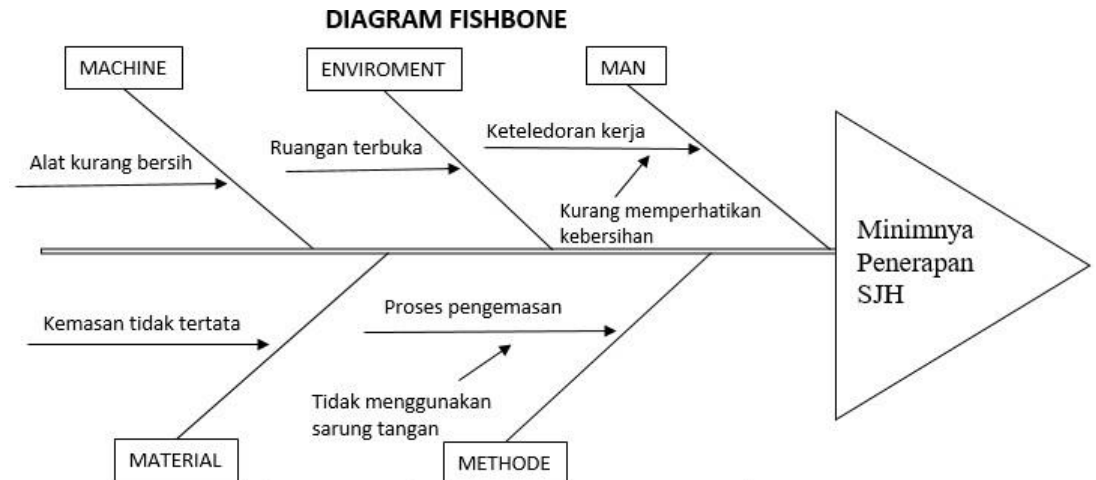 DIAGRAM FISHBONE
MACHINE
ENVIROMENT
MAN
Alat kurang bersih
Ruangan terbuka
Keteledoran kerja
Kurang memperhatikan
kebersihan
Minimnya
Penerapan
SJH
Kemasan tidak tertata
Proses pengemasan
Tidak menggunakan
sarung tangan
MATERIAL
METHODE